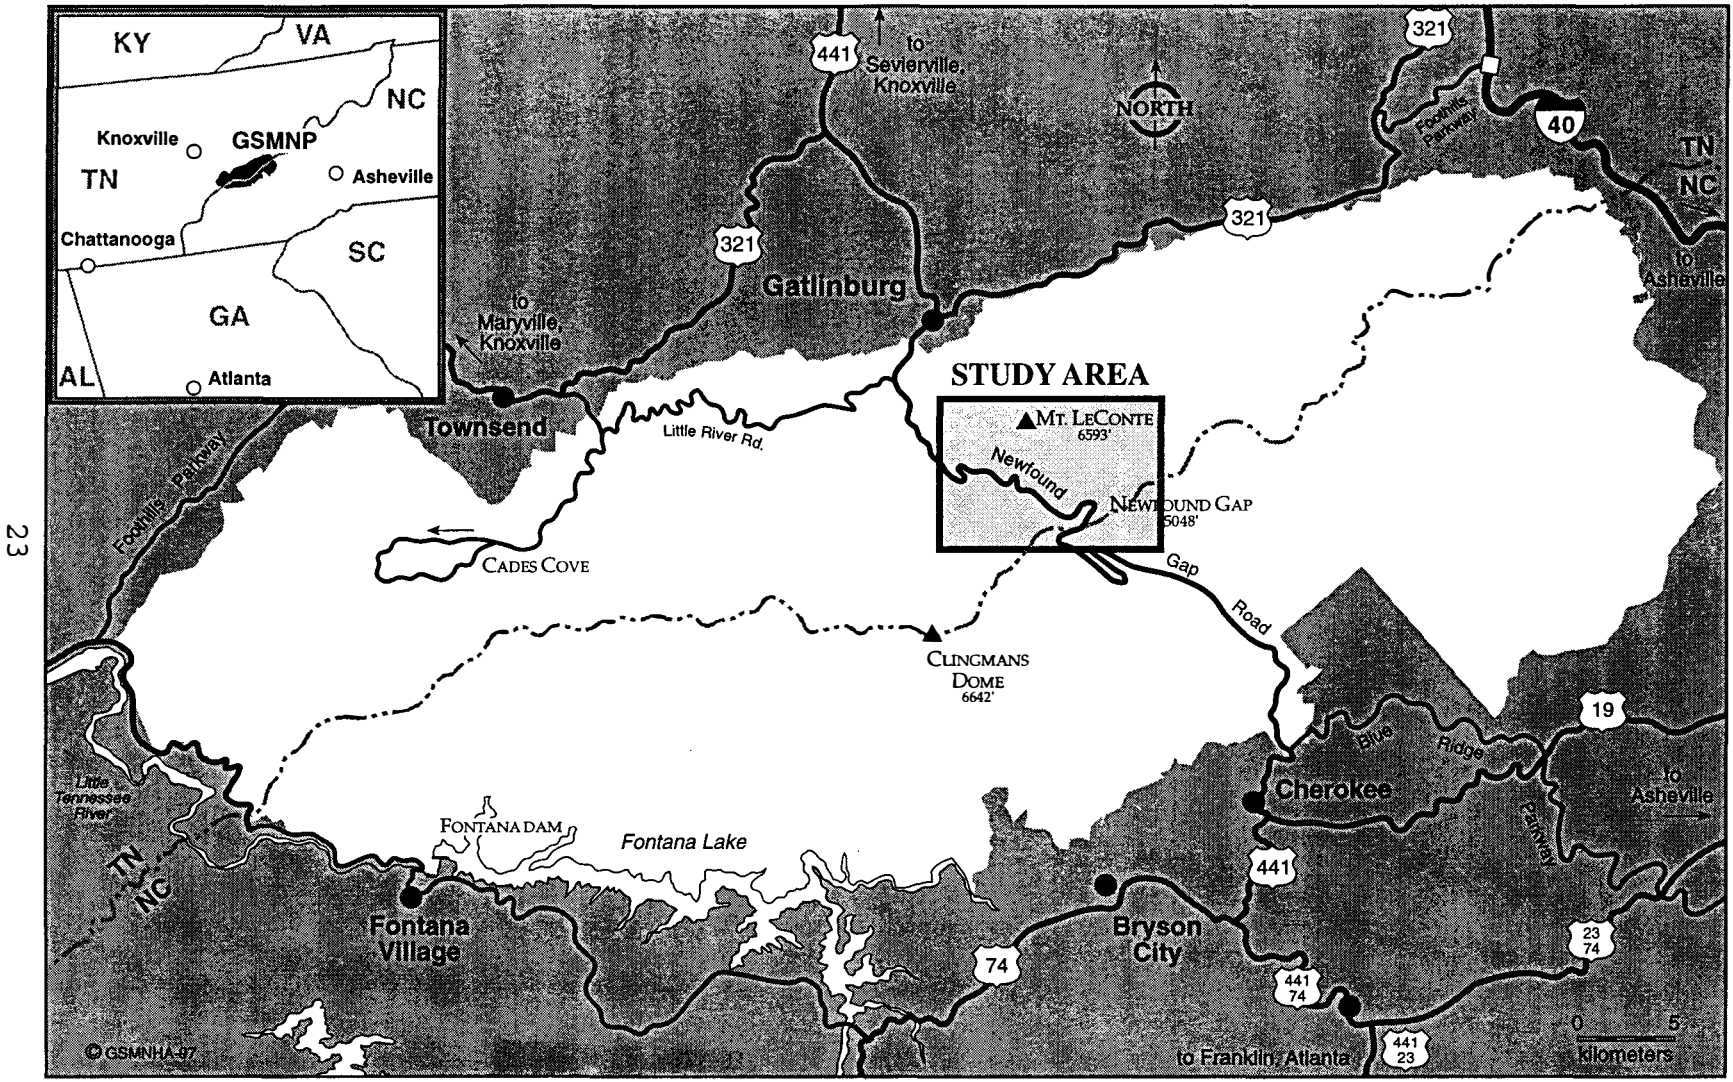 KY
VA
NC
Knoxville
GSMNP
TN
Asheville
Chattanooga
SC
GA
AL
Atlanta
441
to
Sevierville,
Knoxville
NORTH
321
Foothills
Parkway
40
TN
NC
321
321
to
Asheville
Gatlinburg
to
Maryville,
Knoxville
Townsend
Little River Rd.
STUDY AREA
MT. LECONTE
6593'
Newfound
NEWFOUND GAP
5048'
Gap
Road
Foothills Parkway
23
CADES COVE
CLINGMANS
DOME
6642'
19
Blue
Ridge
Parkway
to
Asheville
Cherokee
Little
Tennessee
River
FONTANA DAM
Fontana Lake
TN
NC
441
Fontana
Village
Bryson
City
74
23
74
441
74
© GSMNHA-97
to Franklin, Atlanta
441
23
0 5
kilometers